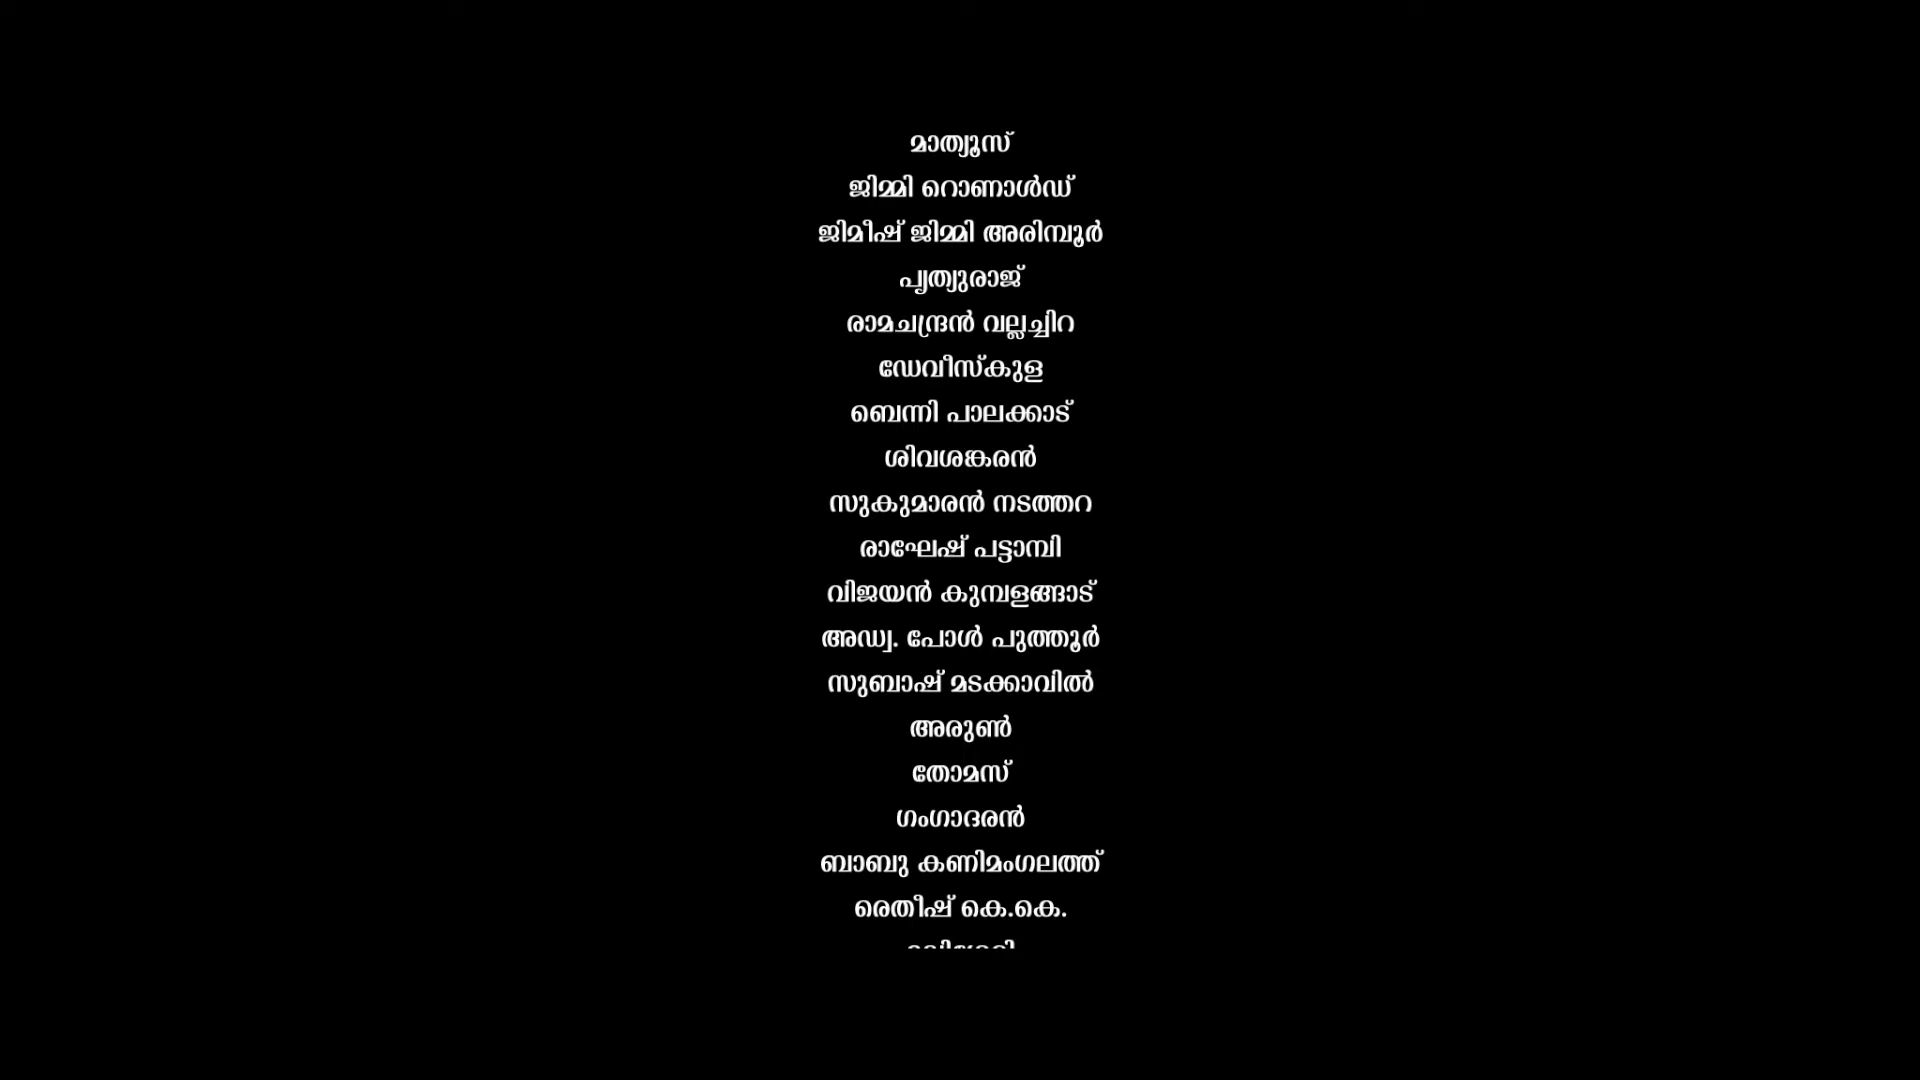 മാത്യൂസ്
ജിമ്മി റൊണാൾഡ്
ജിമീഷ് ജിമ്മി അരിമ്പൂർ
പൃത്യുരാജ്
രാമചന്ദ്രൻ വല്ലച്ചിറ
ഡേവീസ്കുള
ബെന്നി പാലക്കാട്
ശിവശങ്കരൻ
സുകുമാരൻ നടത്തറ
രാഘേഷ് പട്ടാമ്പി
വിജയൻ കുമ്പളങ്ങാട്
അഡ്വ. പോൾ പുത്തൂർ
സുബാഷ് മടക്കാവിൽ
അരുൺ
തോമസ്
ഗംഗാദരൻ
ബാബു കണിമംഗലത്ത്
രെതീഷ് കെ.കെ.